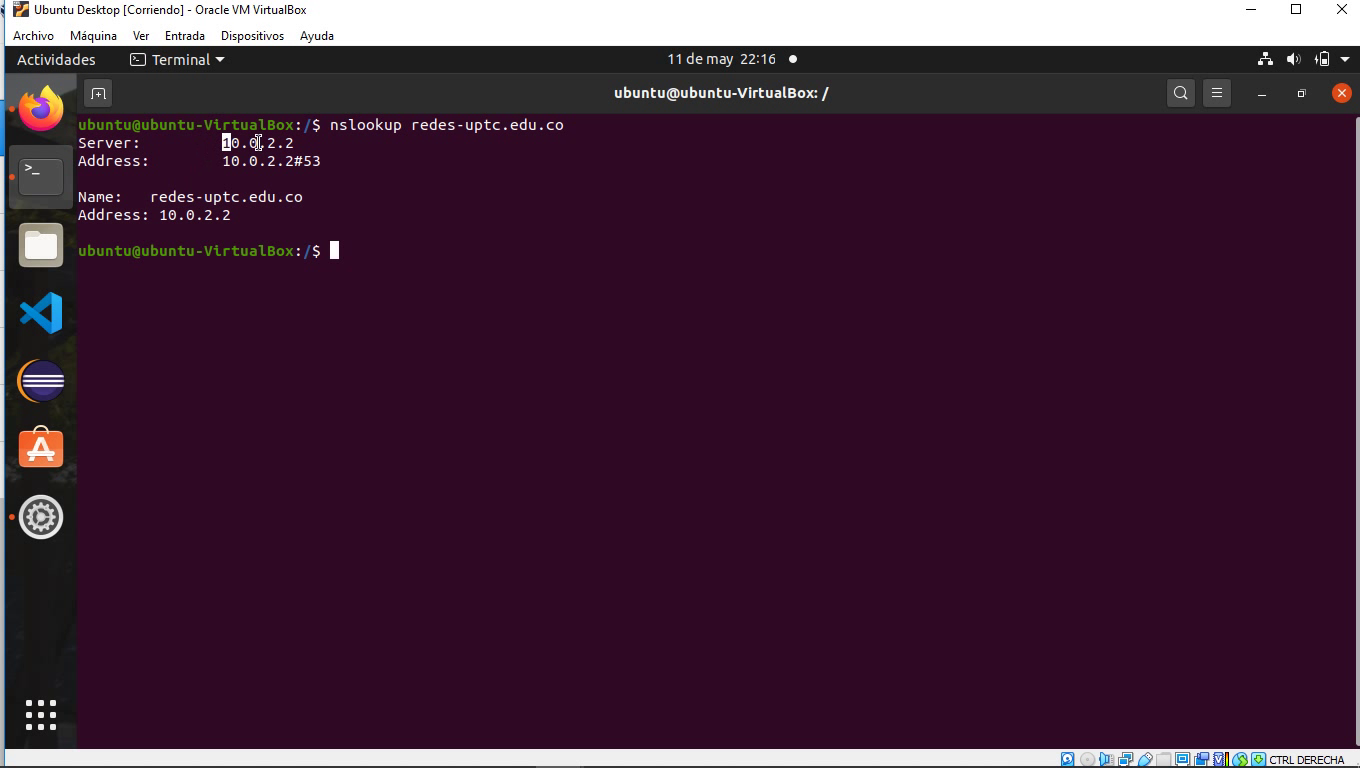 Ubuntu Desktop [Corriendo] - Oracle VM VirtualBox
Archivo Máquina Ver Entrada Dispositivos Ayuda
Actividades Terminal 11 de may 22:16
ubuntu@ubuntu-VirtualBox: /
ubuntu@ubuntu-VirtualBox:/$ nslookup redes-uptc.edu.co
Server: 10.0.2.2
Address: 10.0.2.2#53
Name: redes-uptc.edu.co
Address: 10.0.2.2
ubuntu@ubuntu-VirtualBox:/$
CTRL DERECHA